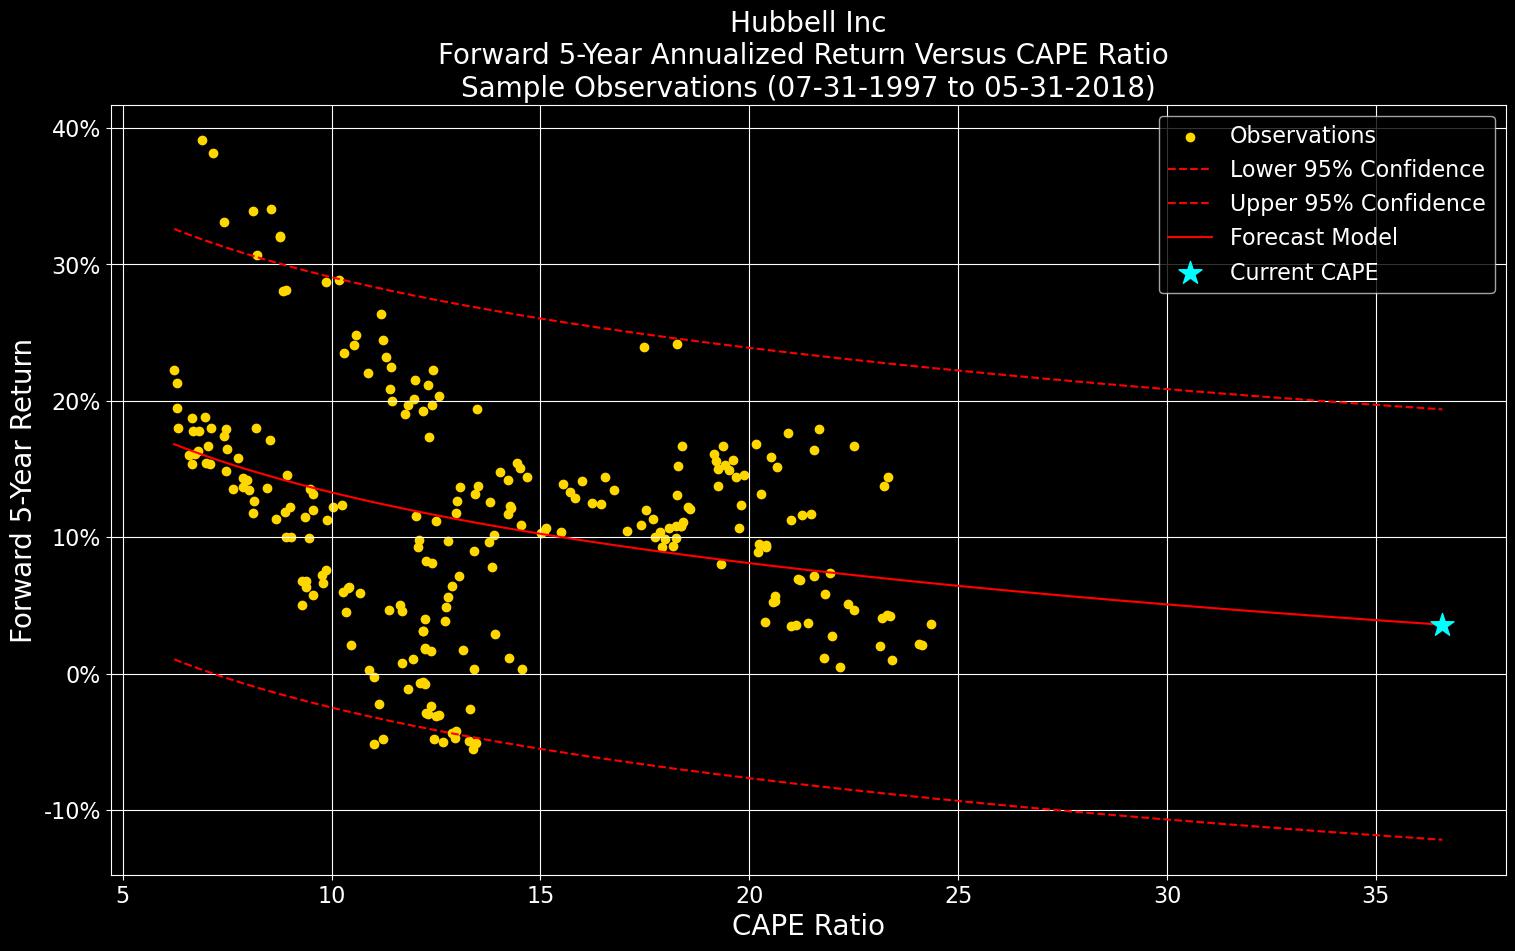 Hubbell Inc
Forward 5-Year Annualized Return Versus CAPE Ratio
Sample Observations (07-31-1997 to 05-31-2018)
Observations
Lower 95% Confidence
Upper 95% Confidence
Forecast Model
Current CAPE
Forward 5-Year Return
40%
30%
20%
10%
0%
-10%
5 10 15 20 25 30 35
CAPE Ratio